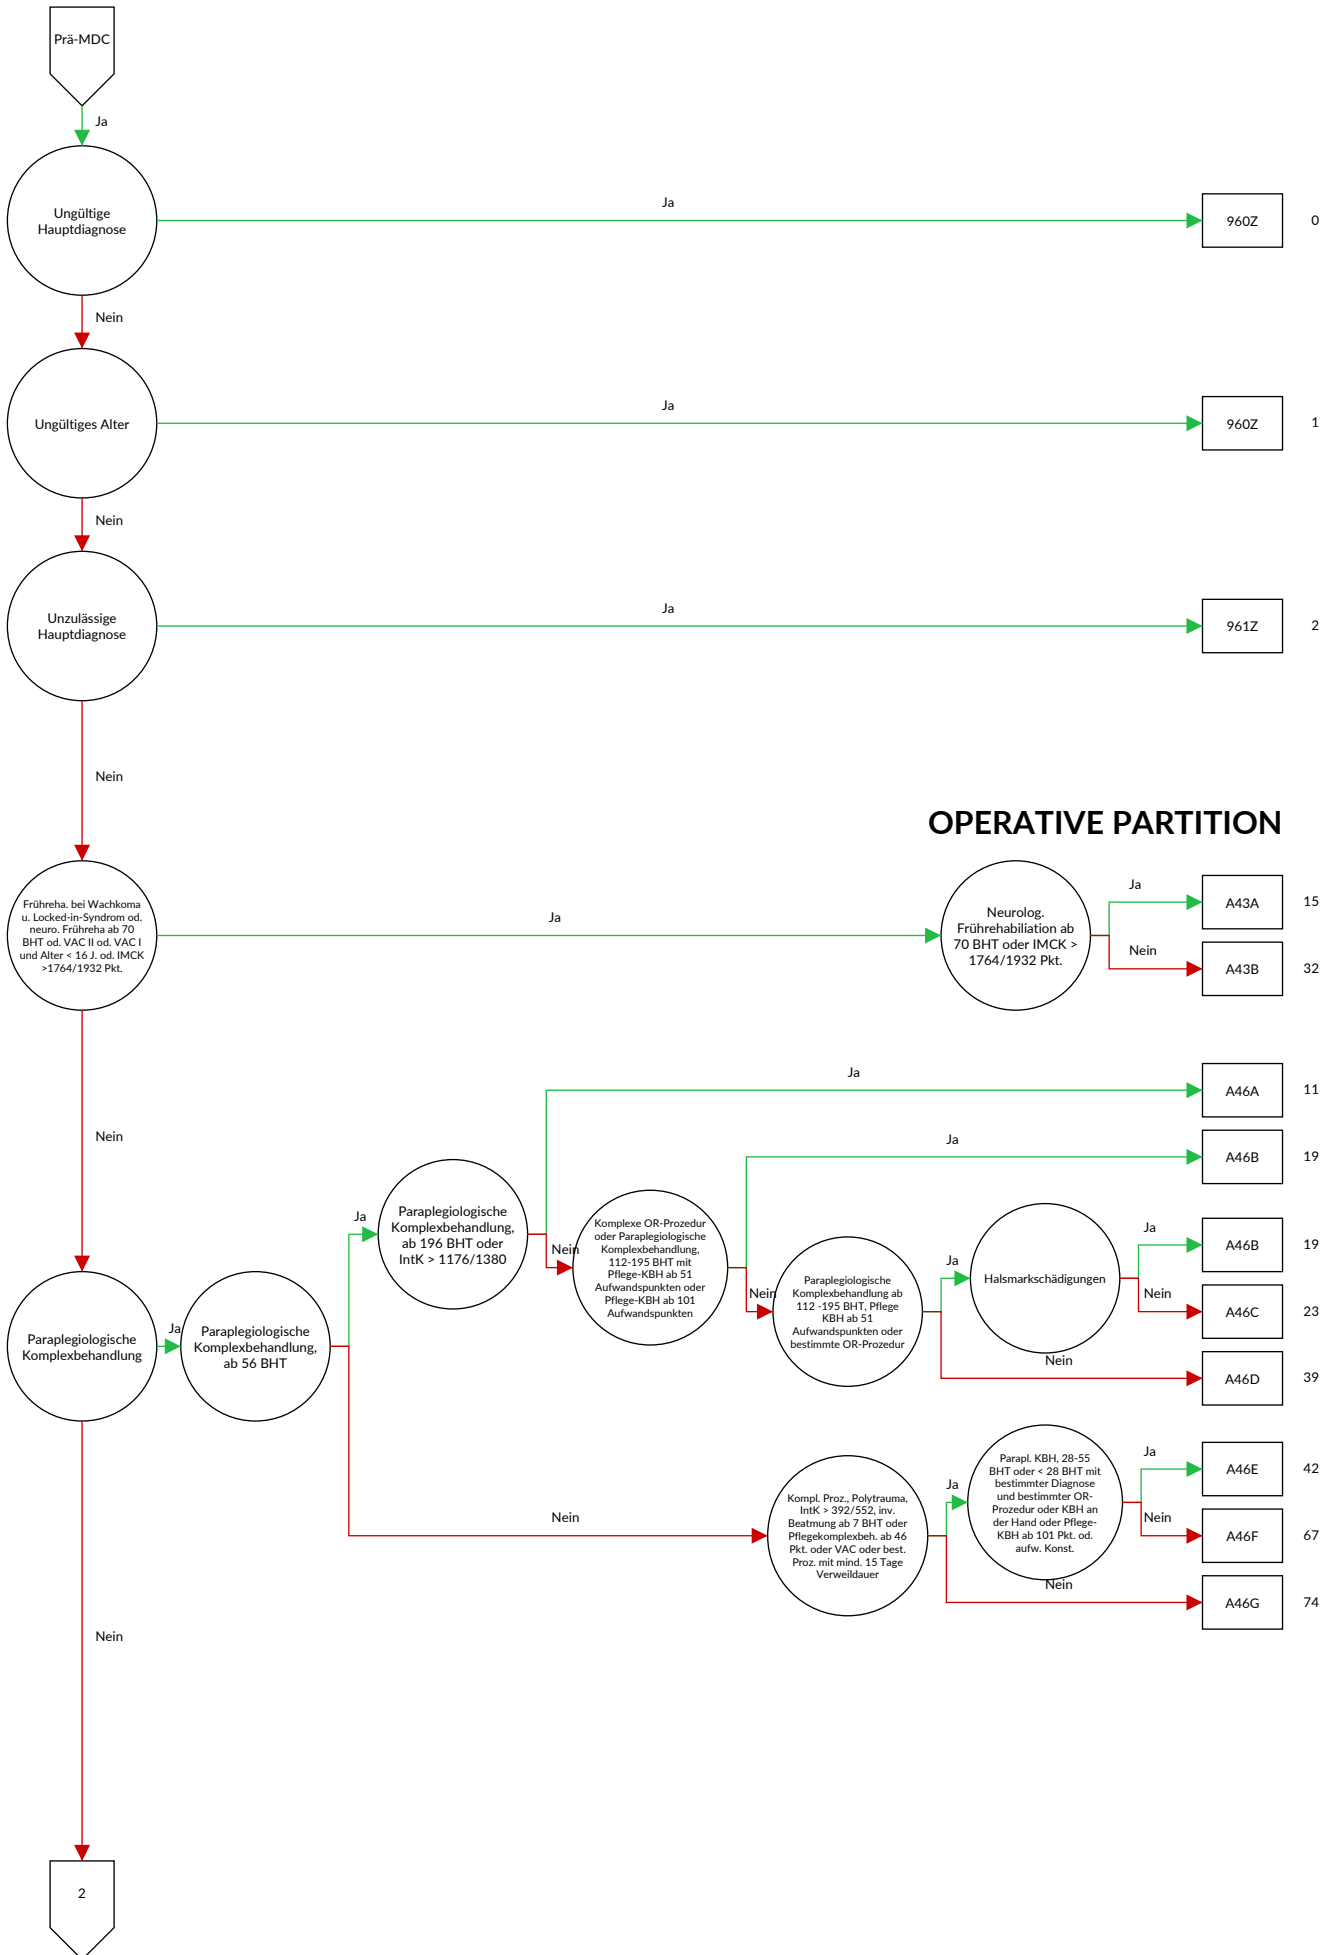 Prä-MDC
Ja
Ungültige
Hauptdiagnose
Ja
960Z
0
Nein
Ungültiges Alter
Ja
960Z
1
Nein
Unzulässige
Hauptdiagnose
Ja
961Z
2
Nein
OPERATIVE PARTITION
Frühreha. bei Wachkoma
u. Locked-in-Syndrom od.
neuro. Frühreha ab 70
BHT od. VAC II od. VAC I
und Alter < 16 J. od. IMCK
>1764/1932 Pkt.
Ja
Neurolog.
Frührehabiliation ab
70 BHT oder IMCK >
1764/1932 Pkt.
Ja
A43A
15
Nein
A43B
32
Nein
Ja
A46A
11
Ja
A46B
19
Paraplegiologische
Komplexbehandlung
Ja
Paraplegiologische
Komplexbehandlung,
ab 56 BHT
Ja
Paraplegiologische
Komplexbehandlung,
ab 196 BHT oder
IntK > 1176/1380
Nein
Komplexe OR-Prozedur
oder Paraplegiologische
Komplexbehandlung,
112-195 BHT mit
Pflege-KBH ab 51
Aufwandspunkten oder
Pflege-KBH ab 101
Aufwandspunkten
Nein
Paraplegiologische
Komplexbehandlung ab
112 -195 BHT, Pflege
KBH ab 51
Aufwandspunkten oder
bestimmte OR-Prozedur
Ja
Halsmarkschädigungen
Ja
A46B
19
Nein
A46C
23
Nein
A46D
39
Nein
Kompl. Proz., Polytrauma,
IntK > 392/552, inv.
Beatmung ab 7 BHT oder
Pflegekomplexbeh. ab 46
Pkt. oder VAC oder best.
Proz. mit mind. 15 Tage
Verweildauer
Ja
Parapl. KBH, 28-55
BHT oder < 28 BHT mit
bestimmter Diagnose
und bestimmter OR-
Prozedur oder KBH an
der Hand oder Pflege-
KBH ab 101 Pkt. od.
aufw. Konst.
Ja
A46E
42
Nein
A46F
67
Nein
A46G
74
Nein
2